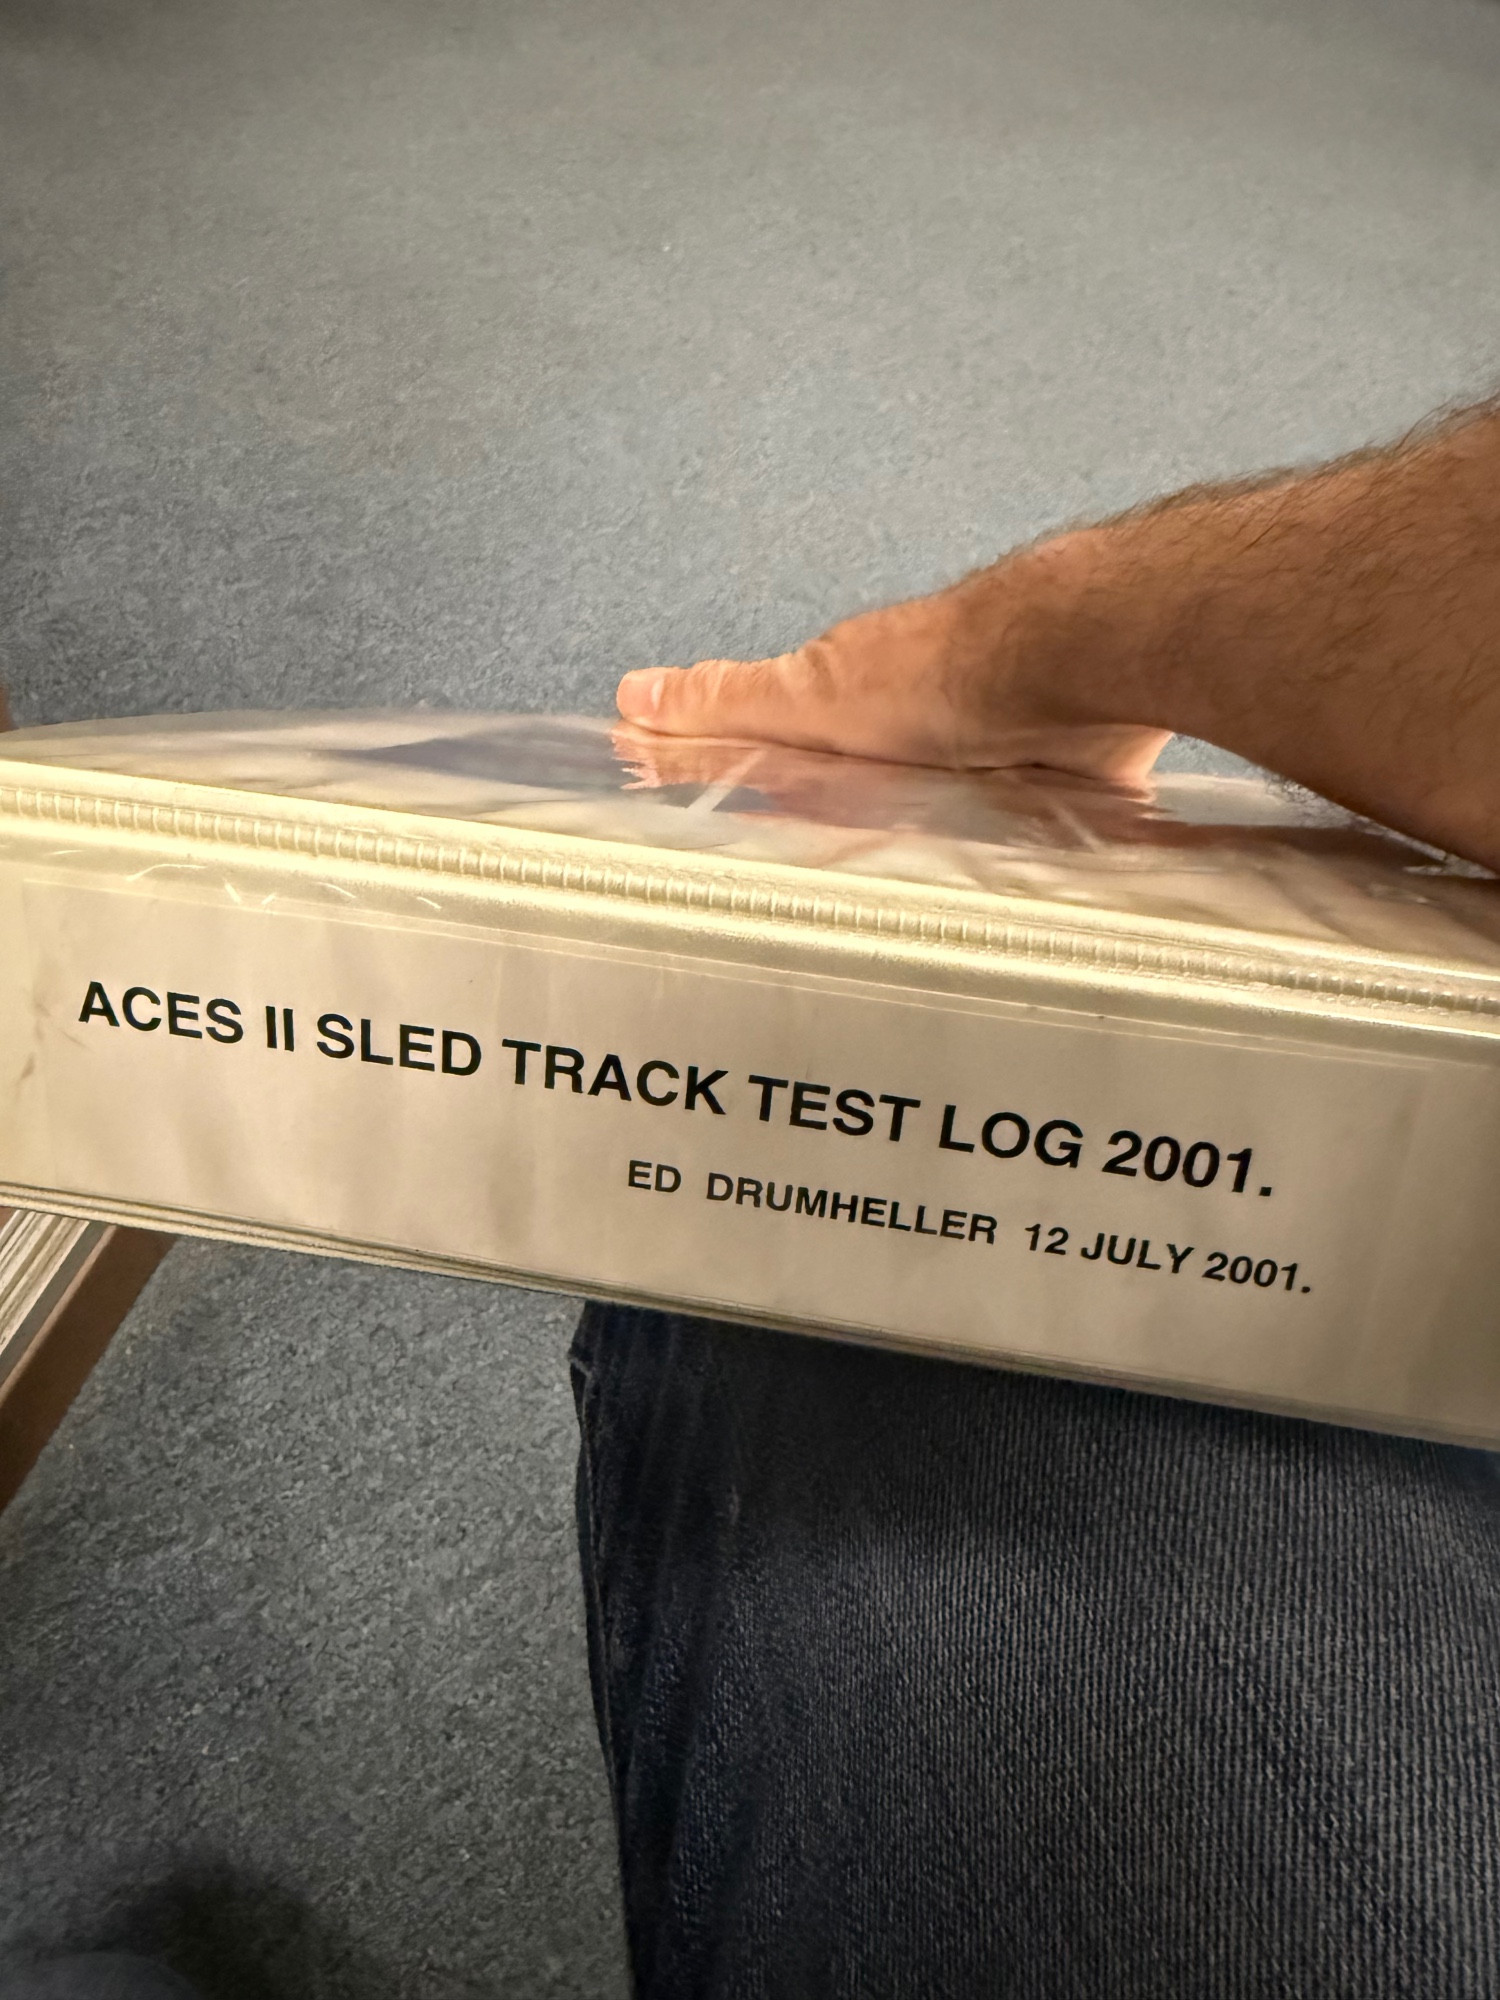 ACES II SLED TRACK TEST LOG 2001.
ED DRUMHELLER 12 JULY 2001.